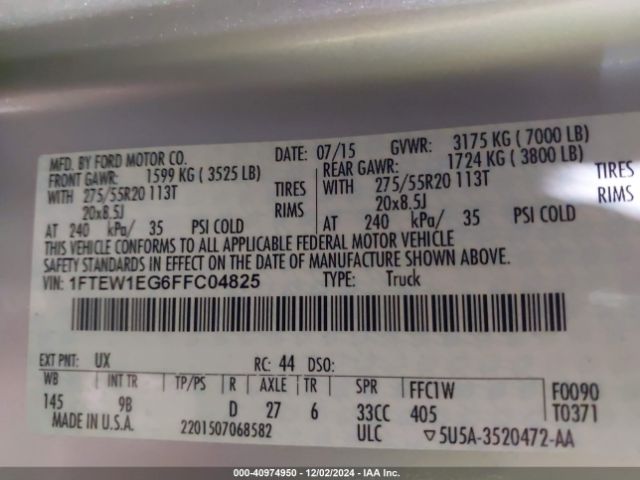 MFD. BY FORD MOTOR CO. DATE: 07/15 GVWR: 3175 KG ( 7000 LB)
FRONT GAWR: 1599 KG ( 3525 LB) REAR GAWR: 1724 KG ( 3800 LB)
WITH 275/55R20 113T TIRES WITH 275/55R20 113T TIRES
20x8.5J RIMS 20x8.5J RIMS
AT 240 kPa/ 35 PSI COLD AT 240 kPa/ 35 PSI COLD
THIS VEHICLE CONFORMS TO ALL APPLICABLE FEDERAL MOTOR VEHICLE
SAFETY STANDARDS IN EFFECT ON THE DATE OF MANUFACTURE SHOWN ABOVE.
VIN: 1FTEW1EG6FFC04825 TYPE: Truck
EXT PNT: UX RC: 44 DSO:
WB INT TR TP/PS R AXLE TR SPR FFC1W F0090
145 9B D 27 6 33CC 405 T0371
MADE IN U.S.A. 2201507068582 ULC ▽5U5A-3520472-AA
000-40974950 • 12/02/2024 - IAA Inc.